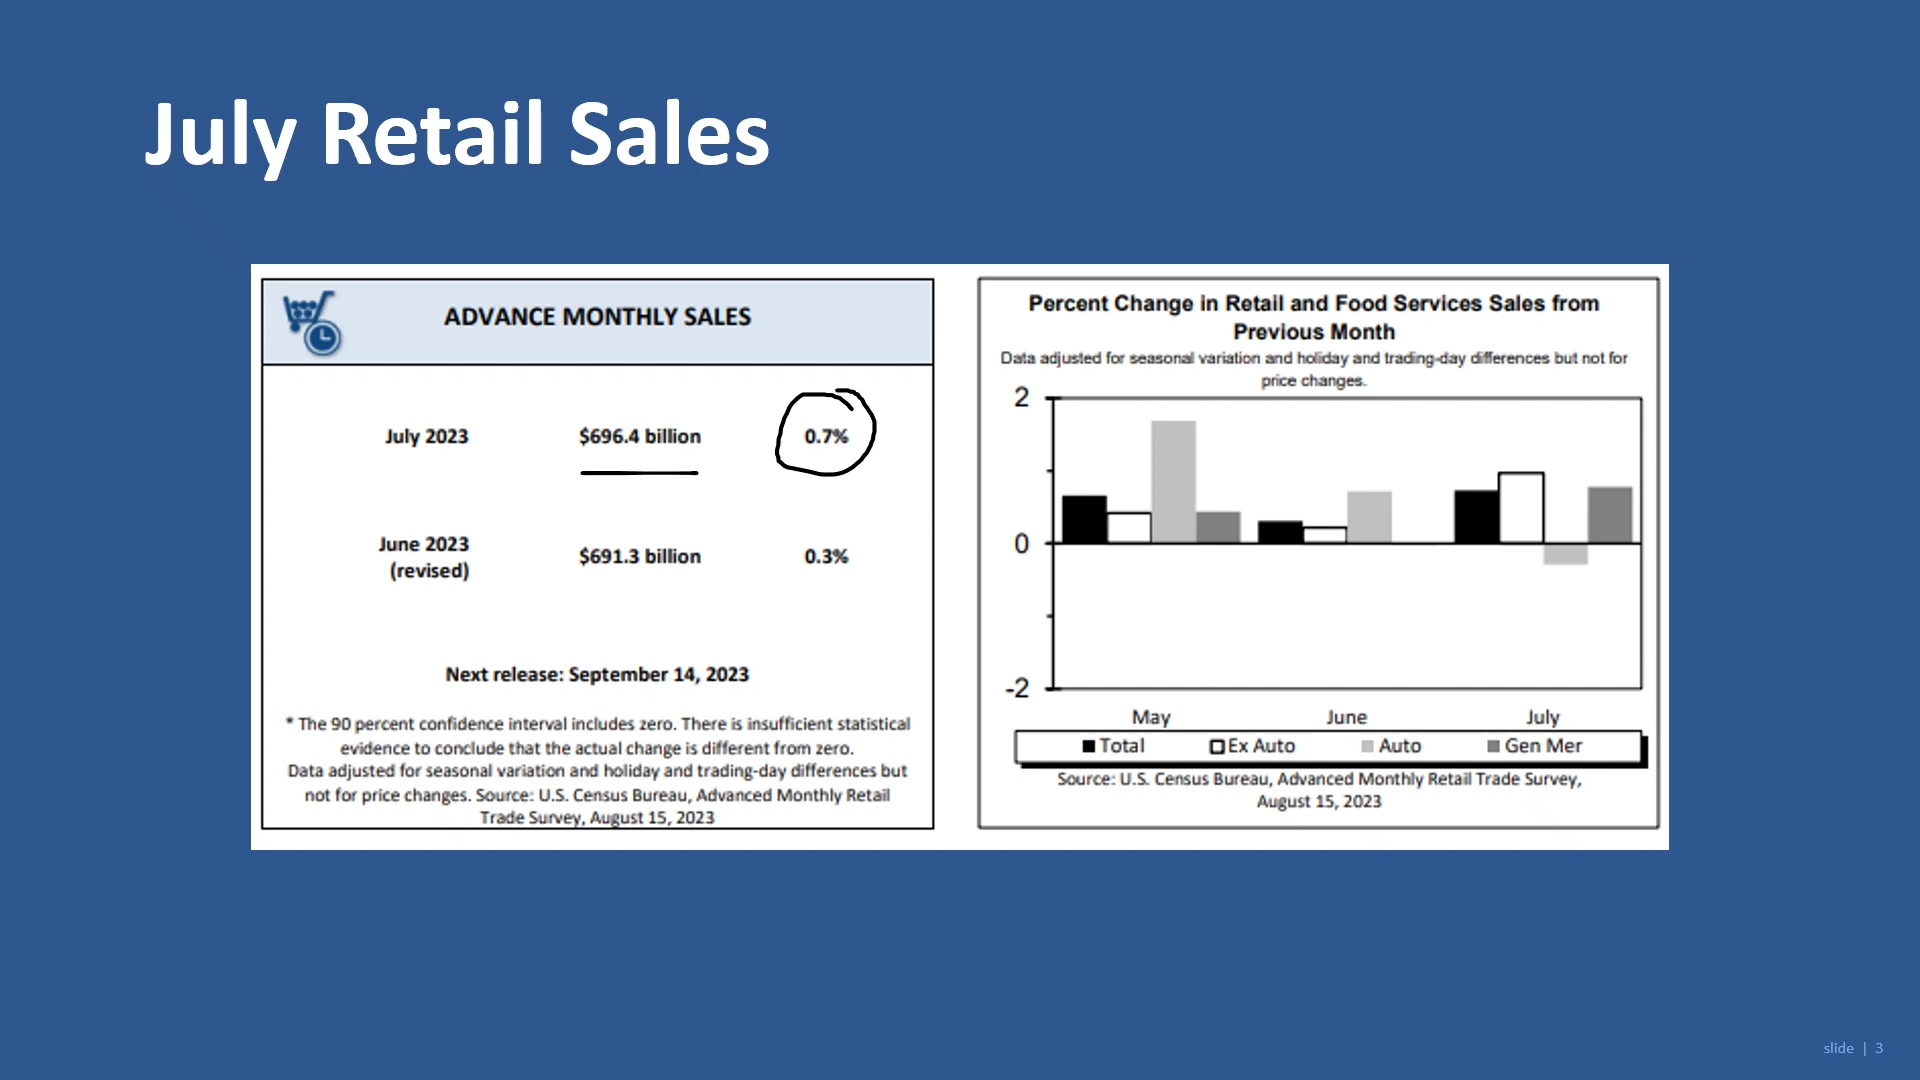 July Retail Sales
ADVANCE MONTHLY SALES
July 2023 $696.4 billion 0.7%
June 2023
(revised) $691.3 billion 0.3%
Next release: September 14, 2023
* The 90 percent confidence interval includes zero. There is insufficient statistical
evidence to conclude that the actual change is different from zero.
Data adjusted for seasonal variation and holiday and trading-day differences but
not for price changes. Source: U.S. Census Bureau, Advanced Monthly Retail
Trade Survey, August 15, 2023
Percent Change in Retail and Food Services Sales from
Previous Month
Data adjusted for seasonal variation and holiday and trading-day differences but not for
price changes.
2
0
-2
May June July
Total Ex Auto Auto Gen Mer
Source: U.S. Census Bureau, Advanced Monthly Retail Trade Survey,
August 15, 2023
slide | 3